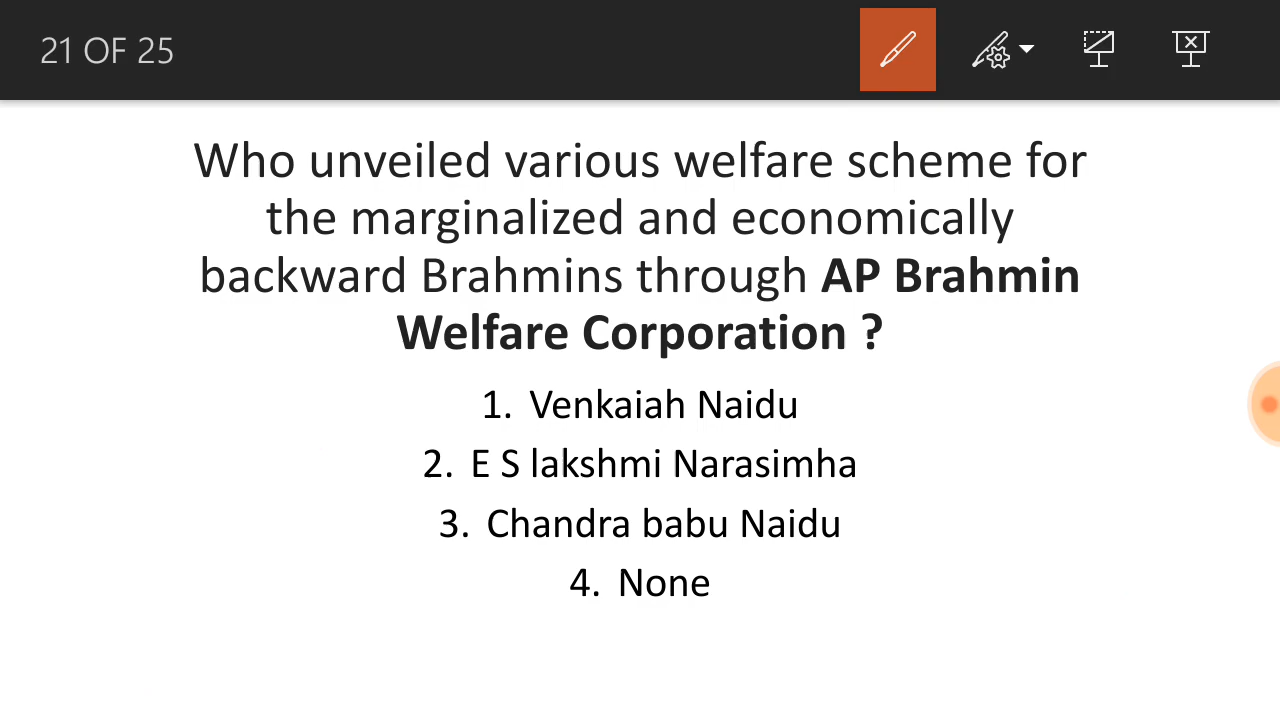 21 OF 25
Who unveiled various welfare scheme for
the marginalized and economically
backward Brahmins through AP Brahmin
Welfare Corporation ?
1. Venkaiah Naidu
2. E S lakshmi Narasimha
3. Chandra babu Naidu
4. None